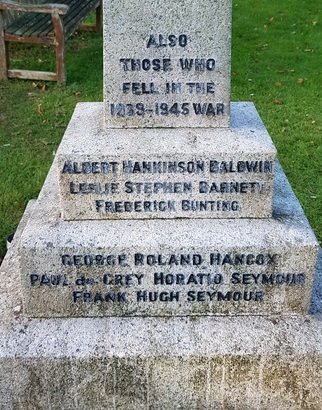 ALSO
THOSE WHO
FELL IN THE
1939-1945 WAR
ALBERT HANKINSON BALDWIN
LESLIE STEPHEN BARNETT
FREDERICK BUNTING
GEORGE ROLAND HANCOX
PAUL de GREY HORATIO SEYMOUR
FRANK HUGH SEYMOUR